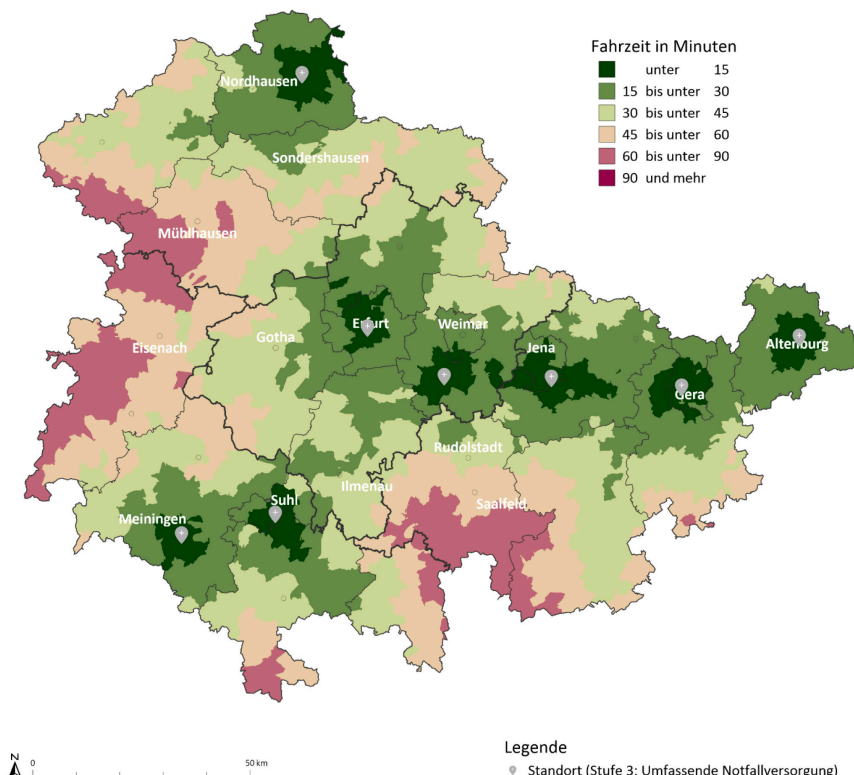 Fahrzeit in Minuten
unter 15
15 bis unter 30
30 bis unter 45
45 bis unter 60
60 bis unter 90
90 und mehr
Nordhausen
Sondershausen
Mühlhausen
Erfurt
Weimar
Gotha
Eisenach
Jena
Altenburg
Gera
Rudolstadt
Ilmenau
Saalfeld
Suhl
Meiningen
N
0 50 km
Legende
Standort (Stufe 3: Umfassende Notfallversorgung)